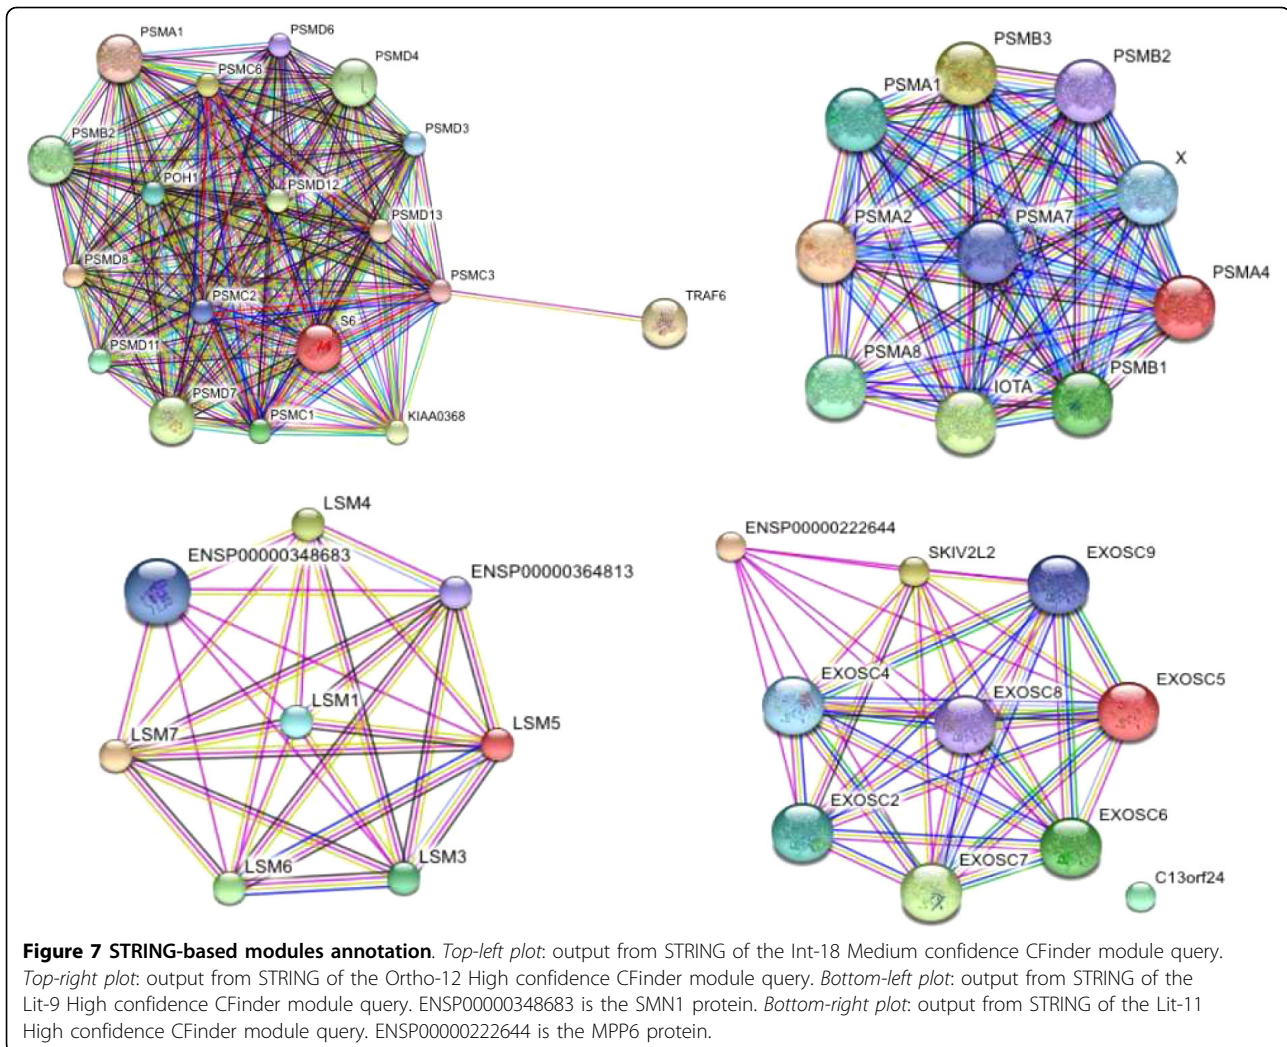 PSMA1
PSMD6
PSMD4
PSMC6
PSMD3
PSMB2
POH1
PSMD12
PSMD13
PSMD8
PSMC3
PSMC2
TRAF6
S6
PSMD11
PSMD7
PSMC1
KIAA0368
PSMB3
PSMB2
PSMA1
X
PSMA2
PSMA7
PSMA4
PSMA8
IOTA
PSMB1
LSM4
ENSP00000348683
ENSP00000364813
LSM1
LSM7
LSM5
LSM6
LSM3
ENSP00000222644
SKIV2L2
EXOSC9
EXOSC4
EXOSC8
EXOSC5
EXOSC2
EXOSC6
EXOSC7
C13orf24
Figure 7 STRING-based modules annotation. Top-left plot: output from STRING of the Int-18 Medium confidence CFinder module query.
Top-right plot: output from STRING of the Ortho-12 High confidence CFinder module query. Bottom-left plot: output from STRING of the
Lit-9 High confidence CFinder module query. ENSP00000348683 is the SMN1 protein. Bottom-right plot: output from STRING of the Lit-11
High confidence CFinder module query. ENSP00000222644 is the MPP6 protein.